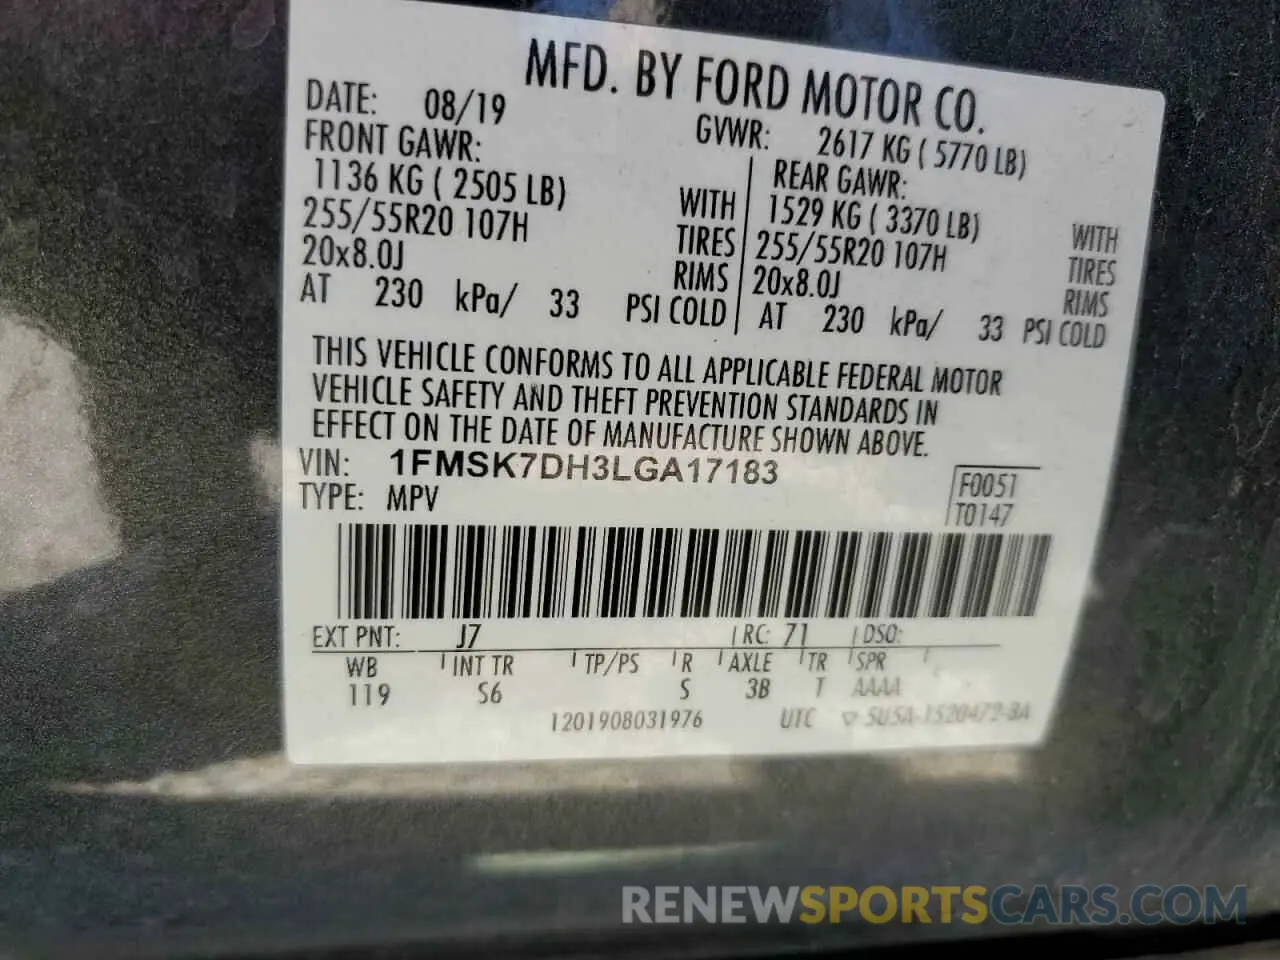 MFD. BY FORD MOTOR CO.
DATE: 08/19 GVWR: 2617 KG ( 5770 LB)
FRONT GAWR: REAR GAWR:
1136 KG ( 2505 LB) WITH 1529 KG ( 3370 LB) WITH
255/55R20 107H TIRES 255/55R20 107H TIRES
20x8.0J RIMS 20x8.0J RIMS
AT 230 kPa/ 33 PSI COLD AT 230 kPa/ 33 PSI COLD
THIS VEHICLE CONFORMS TO ALL APPLICABLE FEDERAL MOTOR
VEHICLE SAFETY AND THEFT PREVENTION STANDARDS IN
EFFECT ON THE DATE OF MANUFACTURE SHOWN ABOVE.
VIN: 1FMSK7DH3LGA17183
TYPE: MPV
F0051
T0147
EXT PNT: J7 RC: 71 DSO:
WB INT TR TP/PS R AXLE TR SPR
119 S6 S 3B T AAAA
1201908031976 UTC ▽ 5U5A-1520472-BA
RENEWSPORTSCARS.COM